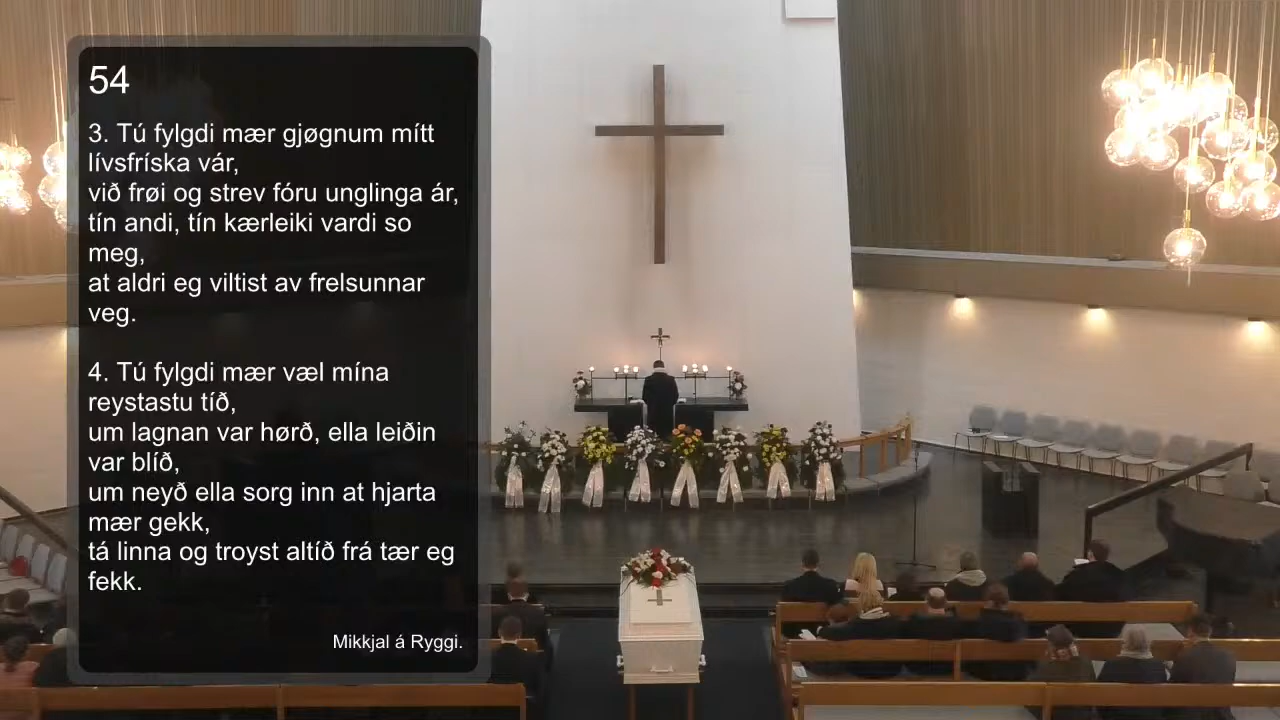 54
3. Tú fylgdi mær gjøgnum mítt
lívsfríska vár,
við frøi og strev fóru unglinga ár,
tín andi, tín kærleiki vardi so
meg,
at aldri eg viltist av frelsunnar
veg.
4. Tú fylgdi mær væl mína
reystastu tíð,
um lagnan var hørð, ella leiðin
var blíð,
um neyð ella sorg inn at hjarta
mær gekk,
tá linna og troyst altíð frá tær eg
fekk.
Mikkjal á Ryggi.